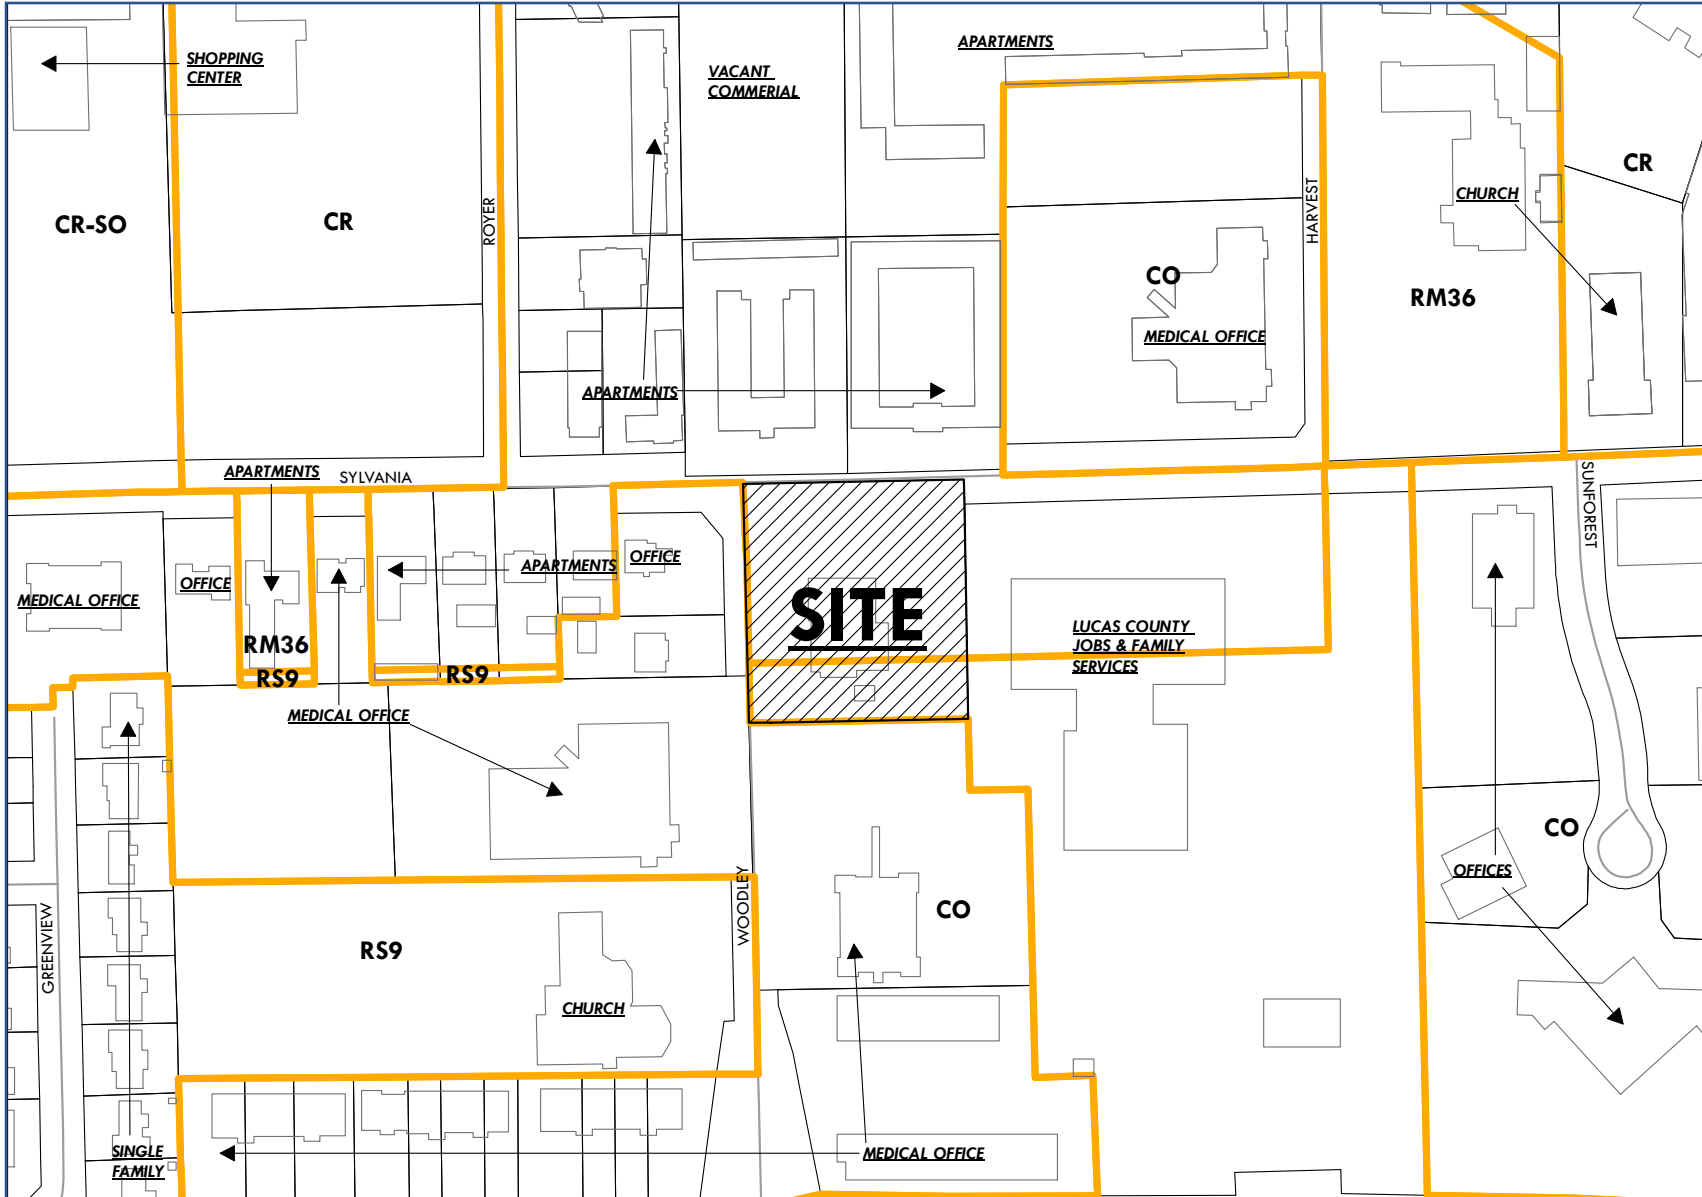 APARTMENTS
SHOPPING
CENTER
VACANT
COMMERIAL
CR
CHURCH
HARVEST
ROYER
CR-SO
CR
CO
RM36
MEDICAL OFFICE
APARTMENTS
APARTMENTS
SYLVANIA
SUNFOREST
OFFICE
APARTMENTS
OFFICE
MEDICAL OFFICE
SITE
LUCAS COUNTY
JOBS & FAMILY
SERVICES
RM36
RS9
RS9
MEDICAL OFFICE
CO
OFFICES
WOODLEY
CO
GREENVIEW
RS9
CHURCH
SINGLE
FAMILY
MEDICAL OFFICE